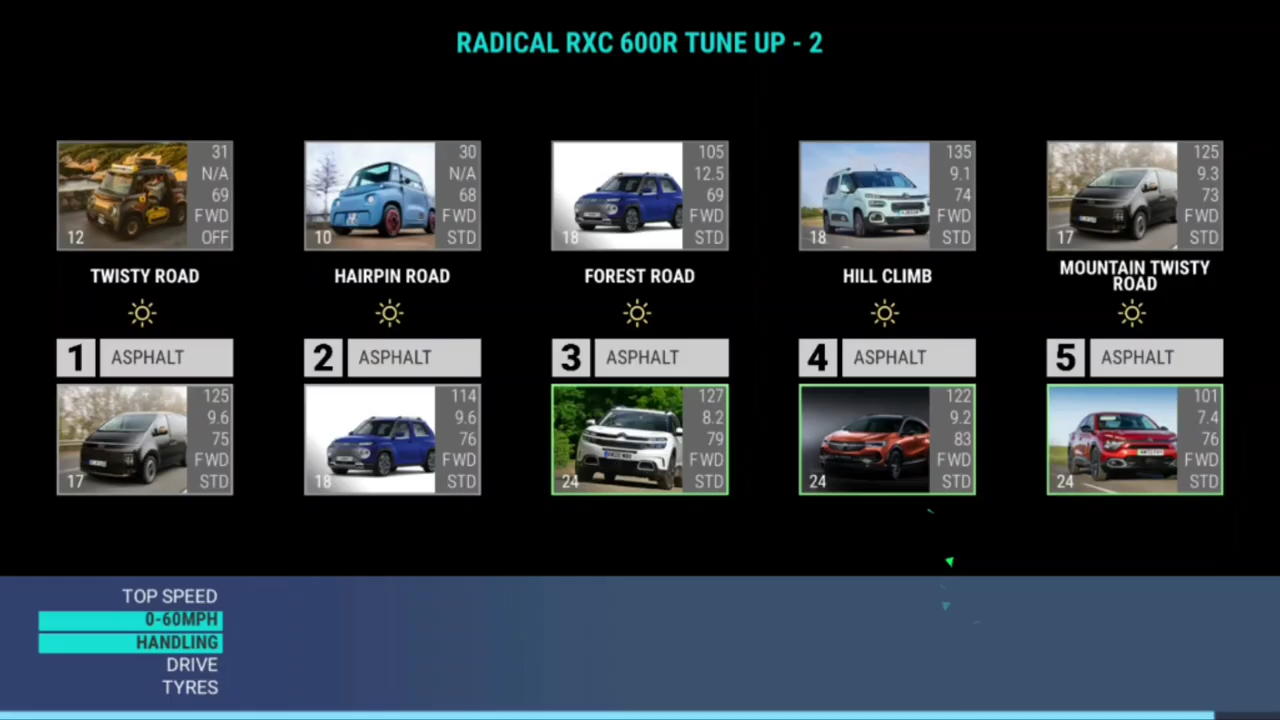 RADICAL RXC 600R TUNE UP - 2
31
N/A
69
FWD
OFF
12
30
N/A
68
FWD
STD
10
105
12.5
69
FWD
STD
18
135
9.1
74
FWD
STD
18
125
9.3
73
FWD
STD
17
TWISTY ROAD
HAIRPIN ROAD
FOREST ROAD
HILL CLIMB
MOUNTAIN TWISTY
ROAD
1 ASPHALT
2 ASPHALT
3 ASPHALT
4 ASPHALT
5 ASPHALT
125
9.6
75
FWD
STD
17
114
9.6
76
FWD
STD
18
127
8.2
79
FWD
STD
24
122
9.2
83
FWD
STD
24
101
7.4
76
FWD
STD
24
TOP SPEED
0-60MPH
HANDLING
DRIVE
TYRES